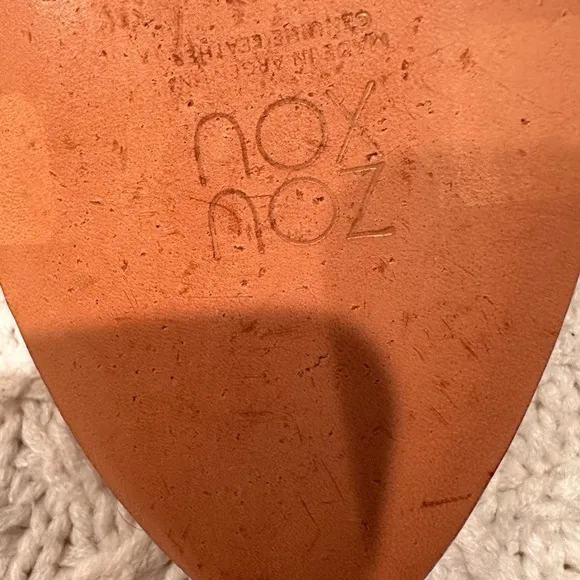 ZOU
XOU
MADE IN ARGENTINA
GENUINE LEATHER